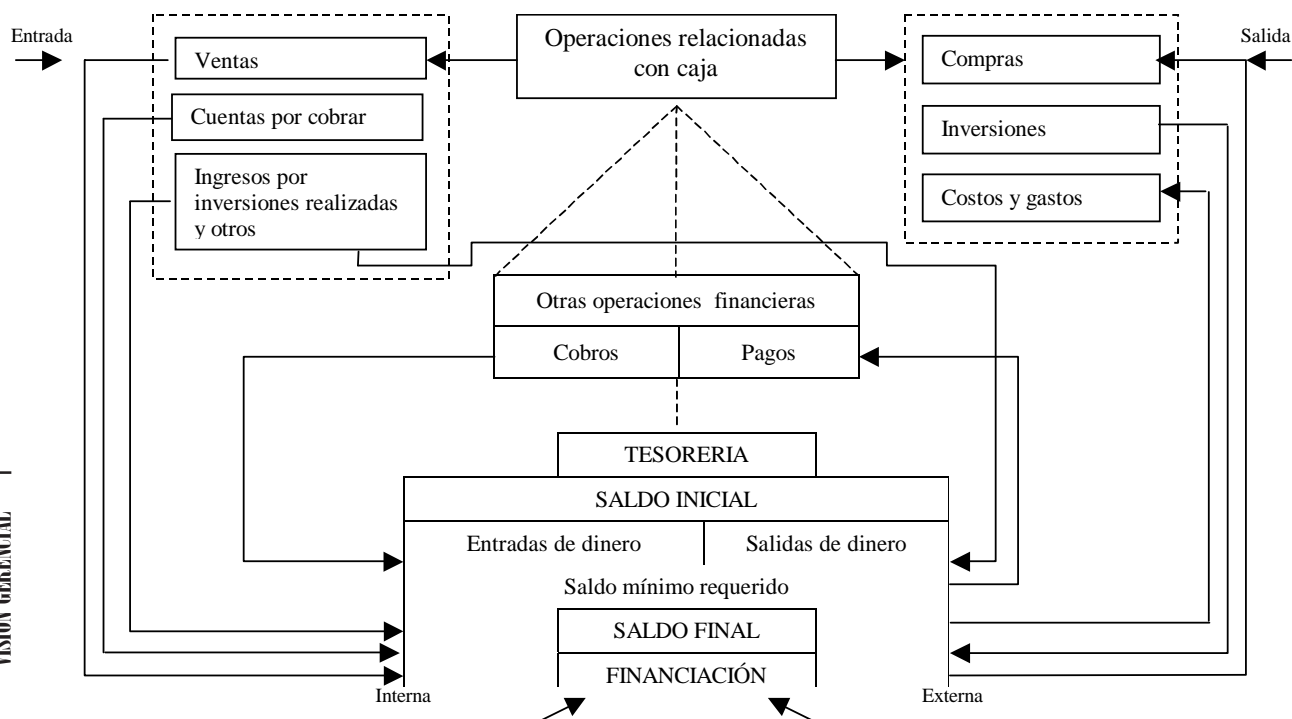 Entrada
Operaciones relacionadas
con caja
Salida
Ventas
Compras
Cuentas por cobrar
Inversiones
Ingresos por
inversiones realizadas
y otros
Costos y gastos
Otras operaciones financieras
Cobros
Pagos
TESORERIA
SALDO INICIAL
Entradas de dinero
Salidas de dinero
Saldo mínimo requerido
SALDO FINAL
FINANCIACIÓN
Interna
Externa
VISIÓN GERENCIAL